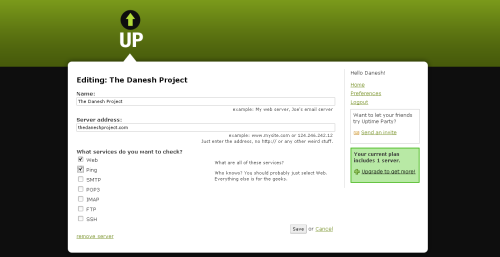 UP
Editing: The Danesh Project
Name:
The Danesh Project
example: My web server, Joe's email server
Server address:
thedaneshproject.com
example: www.mysite.com or 124.266.242.12
Just enter the address, no http:// or any other weird stuff.
What services do you want to check?
Web
Ping
SMTP
POP3
IMAP
FTP
SSH
What are all of these services?
Who knows? You should probably just select Web.
Everything else is for the geeks.
Save or Cancel
remove server
Hello Danesh!
Home
Preferences
Logout
Want to let your friends
try Uptime Party?
Send an invite
Your current plan
includes 1 server.
Upgrade to get more!